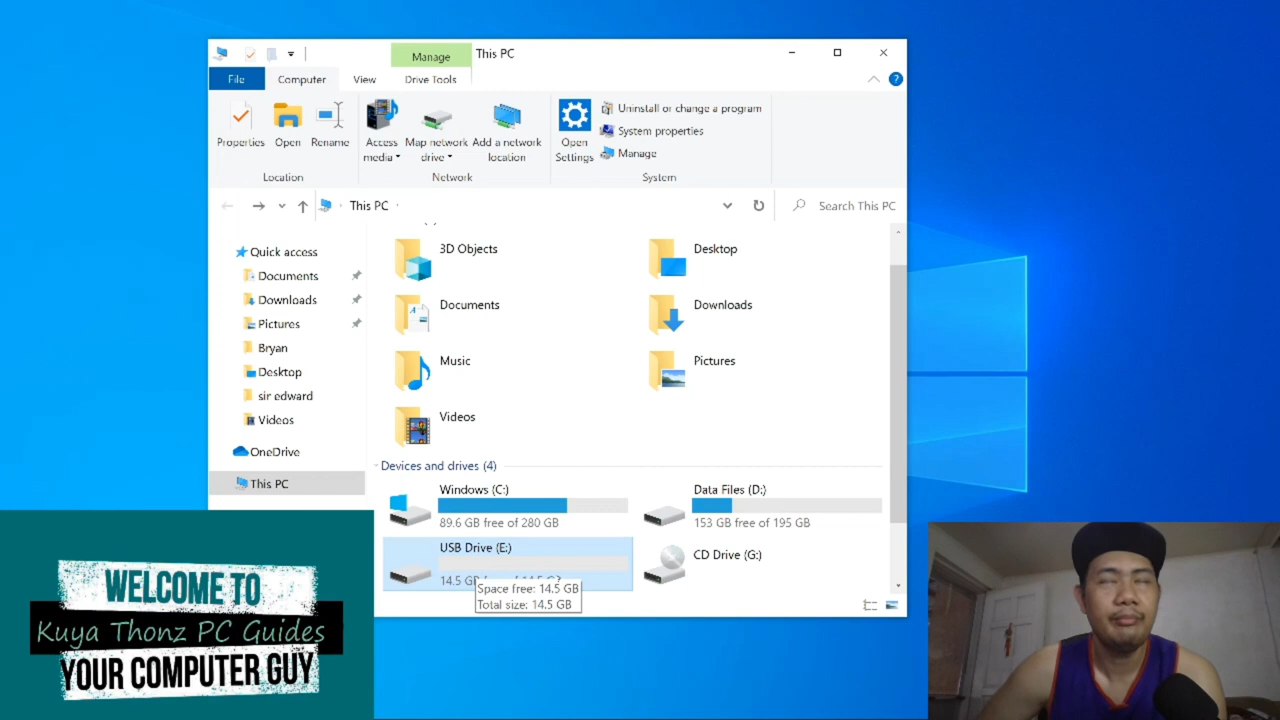 Manage
This PC
File
Computer
View
Drive Tools
Properties
Open
Rename
Access media
Map network drive
Add a network location
Open Settings
Uninstall or change a program
System properties
Manage
Location
Network
System
This PC
Search This PC
Quick access
Documents
Downloads
Pictures
Bryan
Desktop
sir edward
Videos
OneDrive
This PC
3D Objects
Desktop
Documents
Downloads
Music
Pictures
Videos
Devices and drives (4)
Windows (C:)
89.6 GB free of 280 GB
Data Files (D:)
153 GB free of 195 GB
USB Drive (E:)
14.5
CD Drive (G:)
Space free: 14.5 GB
Total size: 14.5 GB
WELCOME TO
Kuya Thonz PC Guides
YOUR COMPUTER GUY